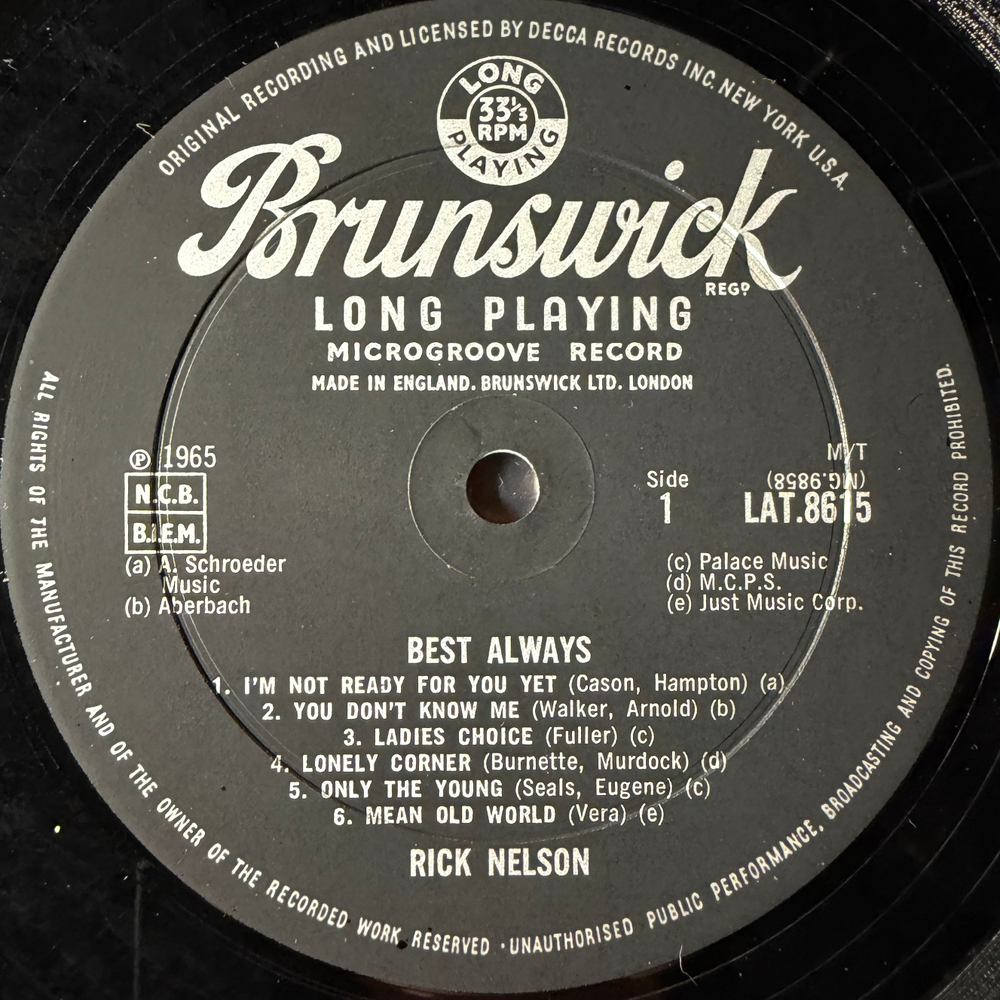 ORIGINAL RECORDING AND LICENSED BY DECCA RECORDS INC. NEW YORK U.S.A.
LONG
33⅓
RPM
PLAYING
Brunswick
REGD
LONG PLAYING
MICROGROOVE RECORD
MADE IN ENGLAND. BRUNSWICK LTD. LONDON
℗ 1965
N.C.B.
B.I.E.M.
(a) A. Schroeder
Music
(b) Aberbach
Side
1
M/T
(MG.9858)
LAT.8615
(c) Palace Music
(d) M.C.P.S.
(e) Just Music Corp.
BEST ALWAYS
1. I'M NOT READY FOR YOU YET (Cason, Hampton) (a)
2. YOU DON'T KNOW ME (Walker, Arnold) (b)
3. LADIES CHOICE (Fuller) (c)
4. LONELY CORNER (Burnette, Murdock) (d)
5. ONLY THE YOUNG (Seals, Eugene) (c)
6. MEAN OLD WORLD (Vera) (e)
RICK NELSON
ALL RIGHTS OF THE MANUFACTURER AND OF THE OWNER OF THE RECORDED WORK RESERVED · UNAUTHORISED PUBLIC PERFORMANCE, BROADCASTING AND COPYING OF THIS RECORD PROHIBITED.